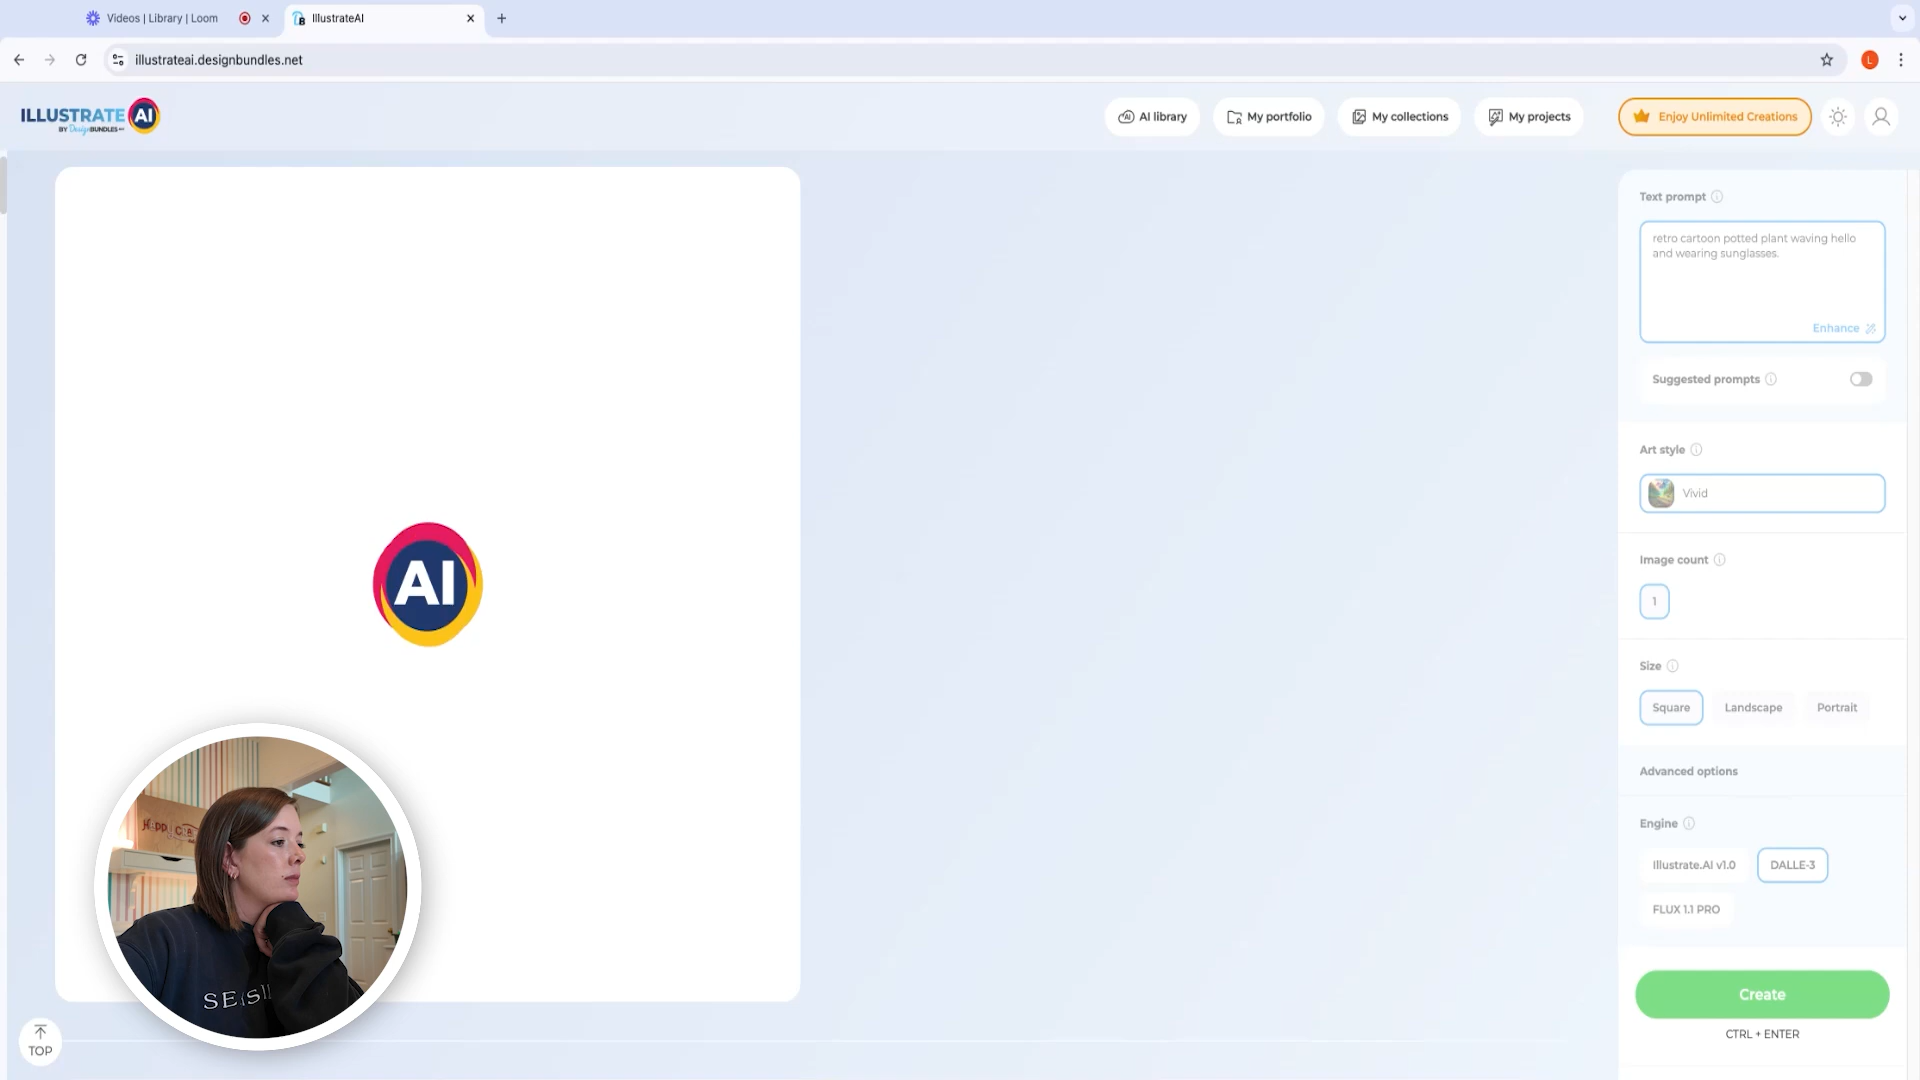 Videos | Library | Loom
IllustrateAI
illustrateai.designbundles.net
L
ILLUSTRATE AI
BY DesignBUNDLES
AI library
My portfolio
My collections
My projects
Enjoy Unlimited Creations
Text prompt
retro cartoon potted plant waving hello
and wearing sunglasses.
Enhance
Suggested prompts
Art style
Vivid
Image count
1
Size
Square
Landscape
Portrait
Advanced options
Engine
Illustrate.AI v1.0
DALLE-3
FLUX 1.1 PRO
Create
CTRL + ENTER
AI
TOP